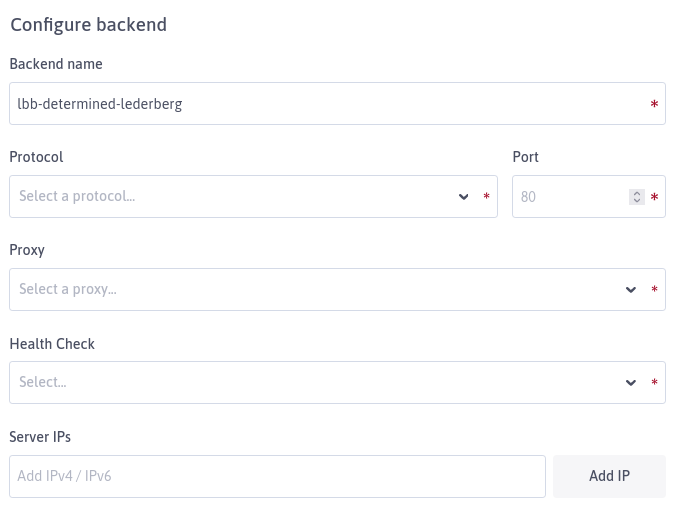 Configure backend
Backend name
lbb-determined-lederberg *
Protocol
Port
Select a protocol... *
80 *
Proxy
Select a proxy... *
Health Check
Select... *
Server IPs
Add IPv4 / IPv6
Add IP